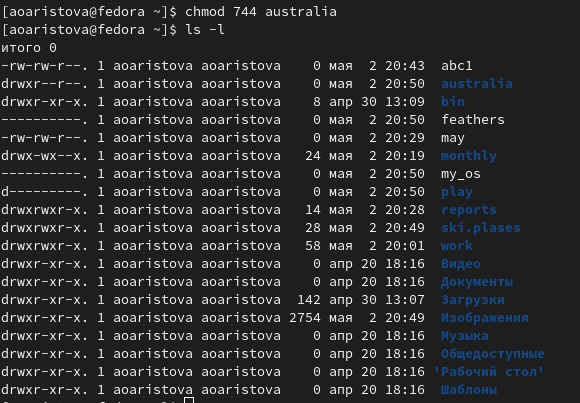 [aoaristova@fedora ~]$ chmod 744 australia
[aoaristova@fedora ~]$ ls -l
итого 0
-rw-rw-r--. 1 aoaristova aoaristova 0 мая 2 20:43 abc1
drwxr--r--. 1 aoaristova aoaristova 0 мая 2 20:50 australia
drwxr-xr-x. 1 aoaristova aoaristova 8 апр 30 13:09 bin
----------. 1 aoaristova aoaristova 0 мая 2 20:50 feathers
-rw-rw-r--. 1 aoaristova aoaristova 0 мая 2 20:29 may
drwx-wx--x. 1 aoaristova aoaristova 24 мая 2 20:19 monthly
----------. 1 aoaristova aoaristova 0 мая 2 20:50 my_os
d---------. 1 aoaristova aoaristova 0 мая 2 20:50 play
drwxrwxr-x. 1 aoaristova aoaristova 14 мая 2 20:28 reports
drwxrwxr-x. 1 aoaristova aoaristova 28 мая 2 20:49 ski.plases
drwxrwxr-x. 1 aoaristova aoaristova 58 мая 2 20:01 work
drwxr-xr-x. 1 aoaristova aoaristova 0 апр 20 18:16 Видео
drwxr-xr-x. 1 aoaristova aoaristova 0 апр 20 18:16 Документы
drwxr-xr-x. 1 aoaristova aoaristova 142 апр 30 13:07 Загрузки
drwxr-xr-x. 1 aoaristova aoaristova 2754 мая 2 20:49 Изображения
drwxr-xr-x. 1 aoaristova aoaristova 0 апр 20 18:16 Музыка
drwxr-xr-x. 1 aoaristova aoaristova 0 апр 20 18:16 Общедоступные
drwxr-xr-x. 1 aoaristova aoaristova 0 апр 20 18:16 'Рабочий стол'
drwxr-xr-x. 1 aoaristova aoaristova 0 апр 20 18:16 Шаблоны